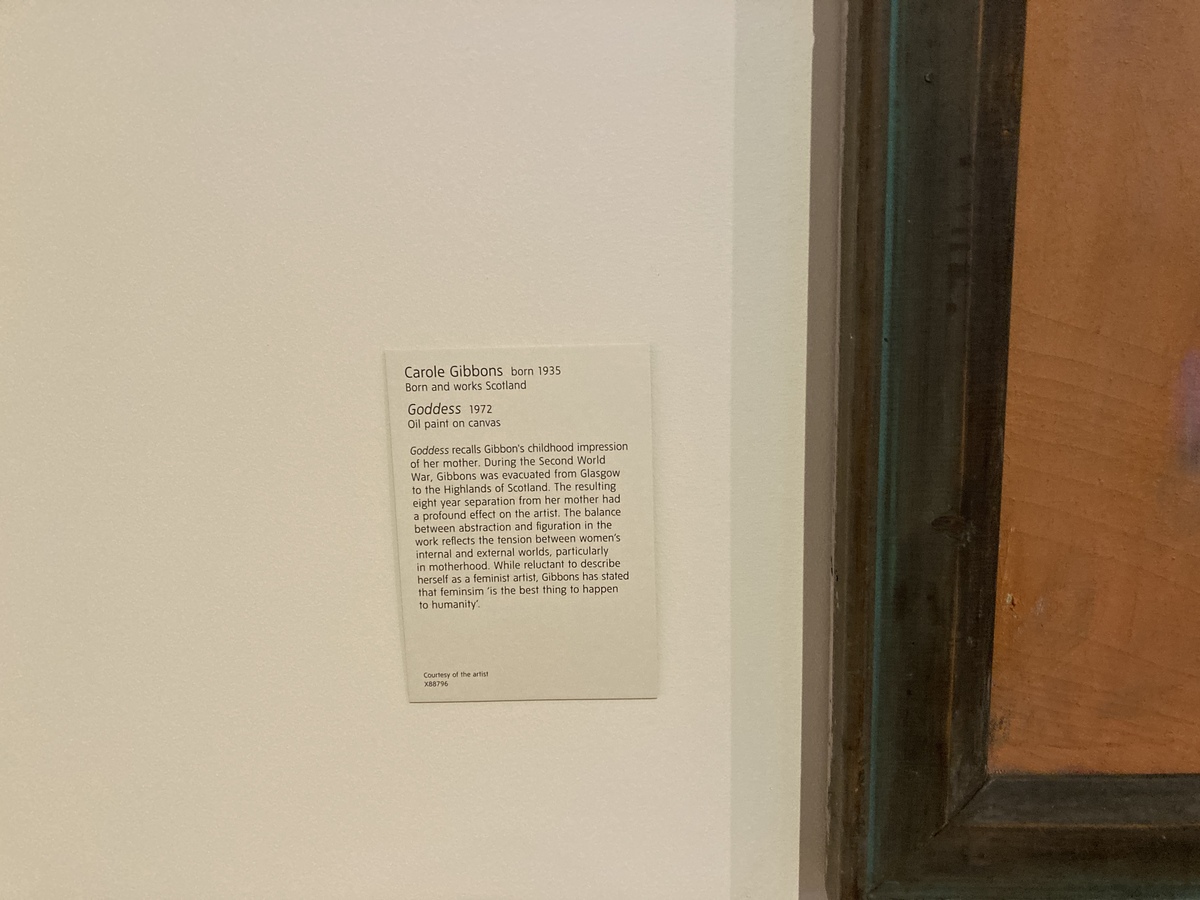 Carole Gibbons born 1935
Born and works Scotland
Goddess 1972
Oil paint on canvas
Goddess recalls Gibbon's childhood impression
of her mother. During the Second World
War, Gibbons was evacuated from Glasgow
to the Highlands of Scotland. The resulting
eight year separation from her mother had
a profound effect on the artist. The balance
between abstraction and figuration in the
work reflects the tension between women's
internal and external worlds, particularly
in motherhood. While reluctant to describe
herself as a feminist artist, Gibbons has stated
that feminsim 'is the best thing to happen
to humanity'.
Courtesy of the artist
X88796